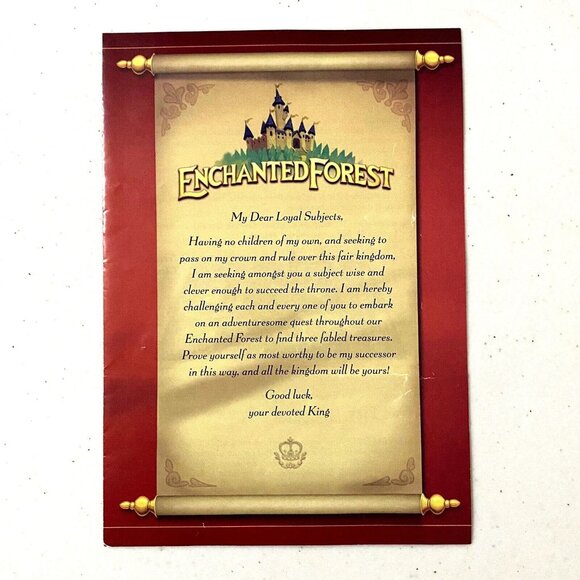 ENCHANTED FOREST
My Dear Loyal Subjects,
Having no children of my own, and seeking to
pass on my crown and rule over this fair kingdom,
I am seeking amongst you a subject wise and
clever enough to succeed the throne. I am hereby
challenging each and every one of you to embark
on an adventuresome quest throughout our
Enchanted Forest to find three fabled treasures.
Prove yourself as most worthy to be my successor
in this way, and all the kingdom will be yours!
Good luck,
your devoted King